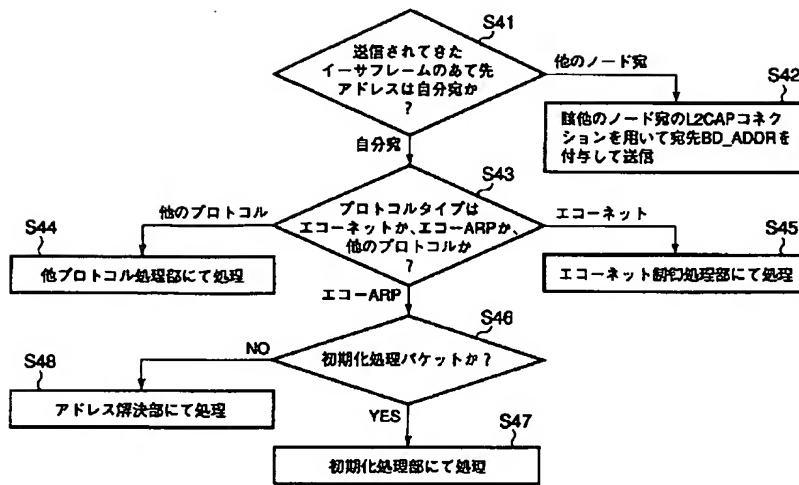 S41
送信されてきた
イーサフレームのあて先
アドレスは自分宛か
?
他のノード宛
S42
該他のノード宛のL2CAPコネ
クションを用いて宛先BD_ADDRを
付与して送信
自分宛
S43
プロトコルタイプは
エコーネットか、エコーARPか、
他のプロトコルか
?
他のプロトコル
S44
他プロトコル処理部にて処理
エコーネット
S45
エコーネット制御処理部にて処理
エコーARP
S46
初期化処理パケットか?
NO
S48
アドレス解決部にて処理
YES
S47
初期化処理部にて処理